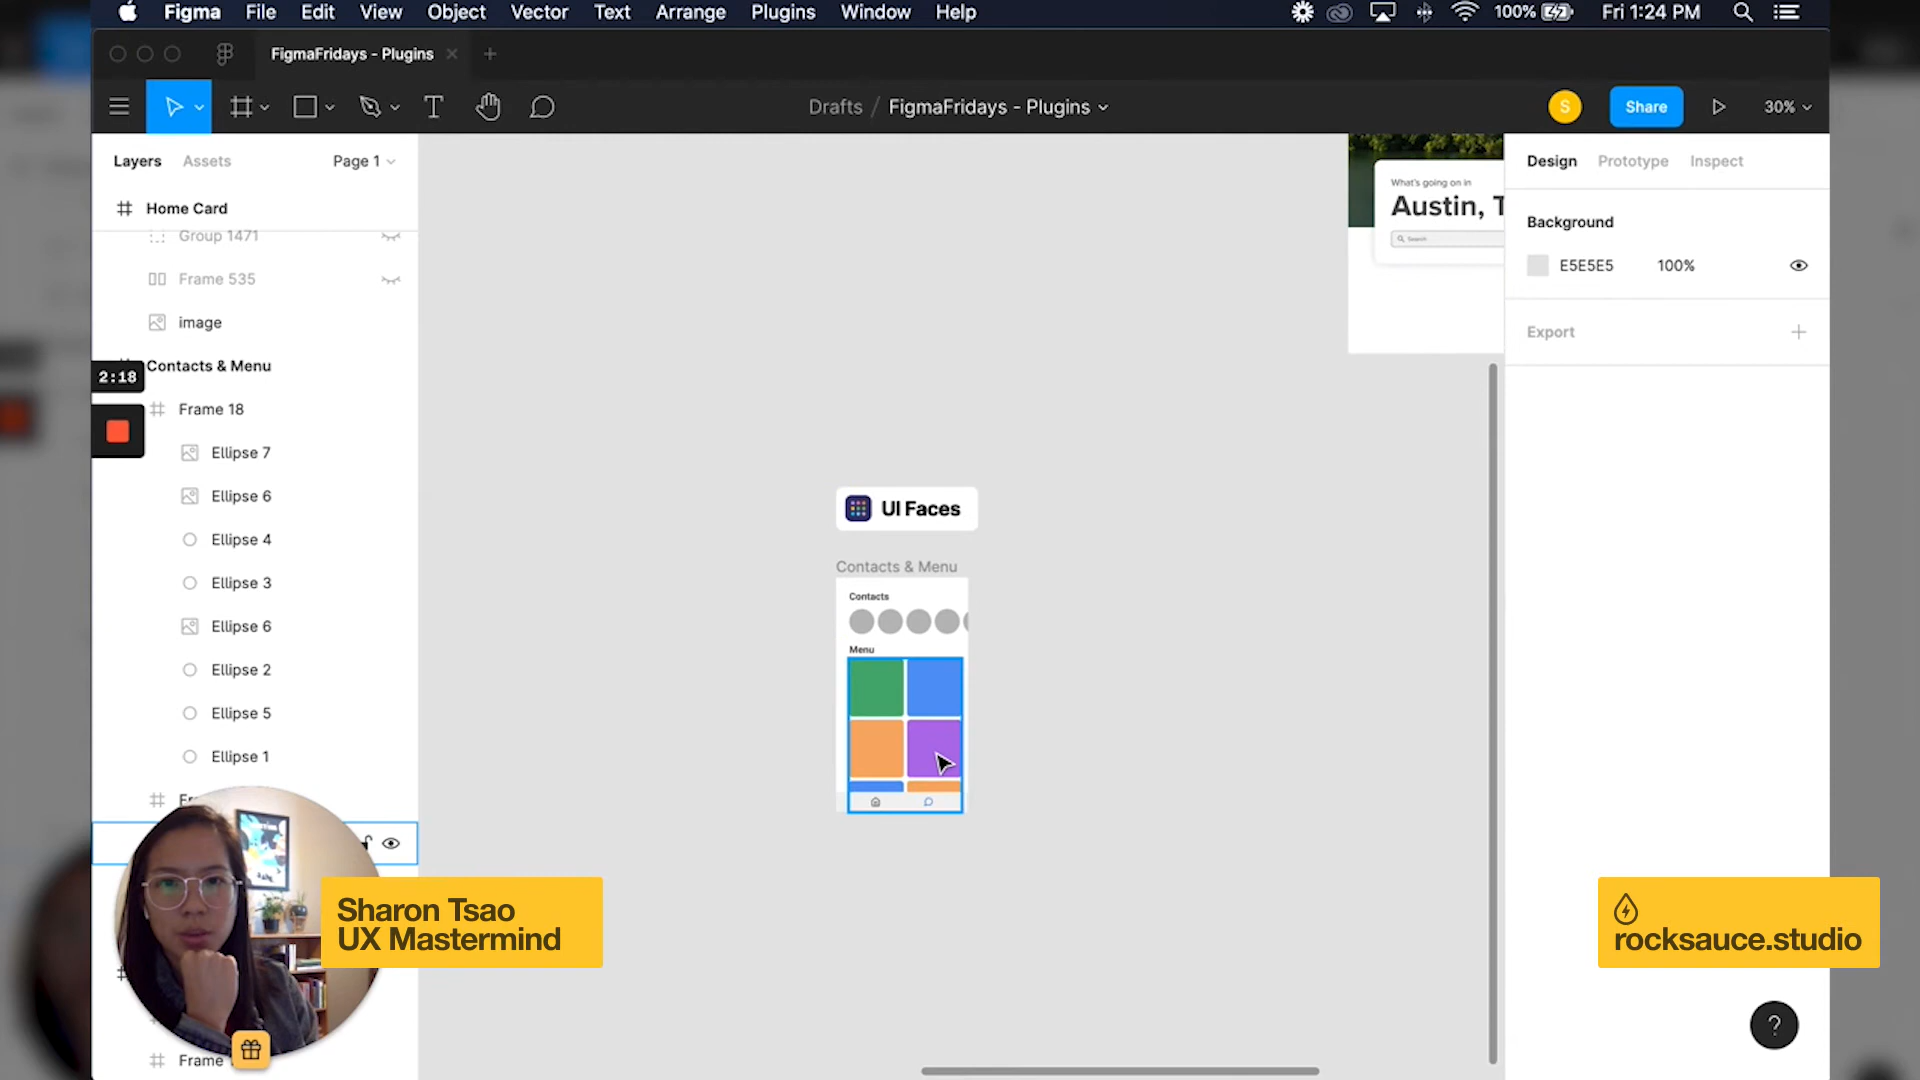 Figma File Edit View Object Vector Text Arrange Plugins Window Help 100% Fri 1:24 PM
FigmaFridays - Plugins
Drafts / FigmaFridays - Plugins
S
Share
30%
Layers Assets Page 1
Home Card
Group 1471
Frame 535
image
Contacts & Menu
2:18
Frame 18
Ellipse 7
Ellipse 6
Ellipse 4
Ellipse 3
Ellipse 6
Ellipse 2
Ellipse 5
Ellipse 1
Frame
UI Faces
Contacts & Menu
Contacts
Menu
What's going on in
Austin, T
Search
Design Prototype Inspect
Background
E5E5E5 100%
Export
Sharon Tsao
UX Mastermind
rocksauce.studio
?